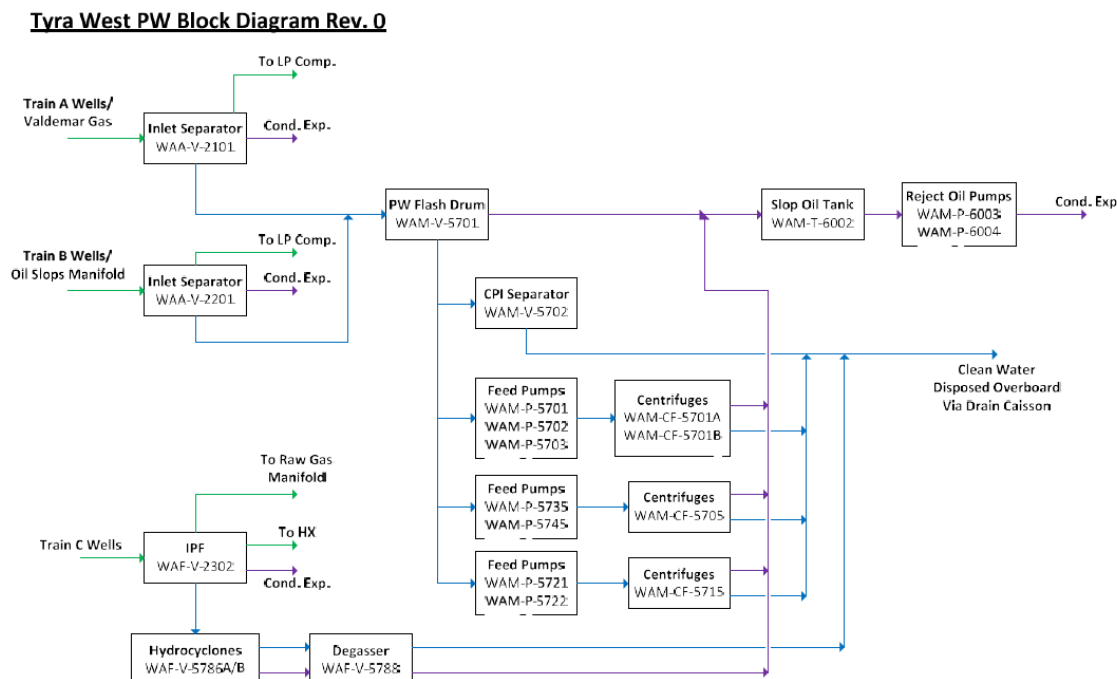 Tyra West PW Block Diagram Rev. 0
To LP Comp.
Train A Wells/
Valdemar Gas
Inlet Separator
WAA-V-2101
Cond. Exp.
PW Flash Drum
WAM-V-5701
Slop Oil Tank
WAM-T-6002
Reject Oil Pumps
WAM-P-6003
WAM-P-6004
Cond. Exp
To LP Comp.
Train B Wells/
Oil Slops Manifold
Inlet Separator
WAA-V-2201
Cond. Exp.
CPI Separator
WAM-V-5702
Clean Water
Disposed Overboard
Via Drain Caisson
Feed Pumps
WAM-P-5701
WAM-P-5702
WAM-P-5703
Centrifuges
WAM-CF-5701A
WAM-CF-5701B
To Raw Gas
Manifold
Feed Pumps
WAM-P-5735
WAM-P-5745
Centrifuges
WAM-CF-5705
Train C Wells
IPF
WAF-V-2302
To HX
Cond. Exp.
Feed Pumps
WAM-P-5721
WAM-P-5722
Centrifuges
WAM-CF-5715
Hydrocyclones
WAF-V-5786A/B
Degasser
WAF-V-5788